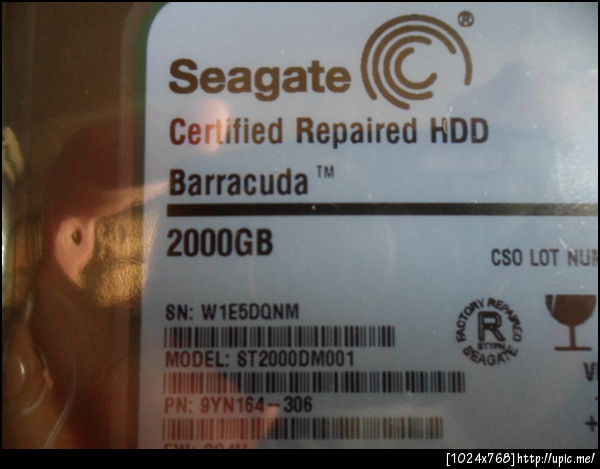 Seagate®
Certified Repaired HDD
Barracuda™
2000GB
CSO LOT
SN: W1E5DQNM
FACTORY REPAIRED
R
SEAGATE
MODEL: ST2000DM001
PN: 9YN164-306
[1024x768]http://upic.me/